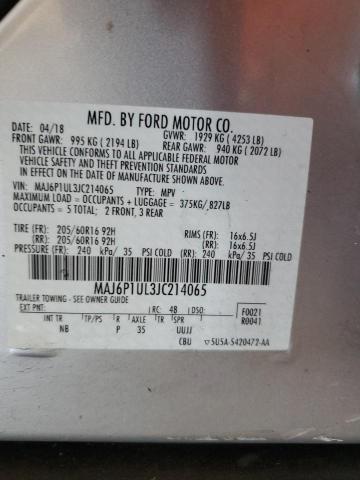 MFD. BY FORD MOTOR CO.
DATE: 04/18 GVWR: 1929 KG (4253 LB)
FRONT GAWR: 995 KG (2194 LB) REAR GAWR: 940 KG (2072 LB)
THIS VEHICLE CONFORMS TO ALL APPLICABLE FEDERAL MOTOR
VEHICLE SAFETY AND THEFT PREVENTION STANDARDS
IN EFFECT ON THE DATE OF MANUFACTURE SHOWN ABOVE.
VIN: MAJ6P1UL3JC214065 TYPE: MPV
MAXIMUM LOAD = OCCUPANTS + LUGGAGE = 375KG/827LB
OCCUPANTS = 5 TOTAL; 2 FRONT, 3 REAR
TIRE (FR): 205/60R16 92H RIMS (FR): 16x6.5J
(RR): 205/60R16 92H (RR): 16x6.5J
PRESSURE (FR): 240 kPa/ 35 PSI COLD (RR): 240 kPa/ 35 PSI COLD
MAJ6P1UL3JC214065
TRAILER TOWING - SEE OWNER GUIDE
EXT PNT: RC: 48 DSO: F0021
R0041
INT TR TP/PS R AXLE TR SPR
NB P 35 UUJJ
CBU 5U5A-5420472-AA